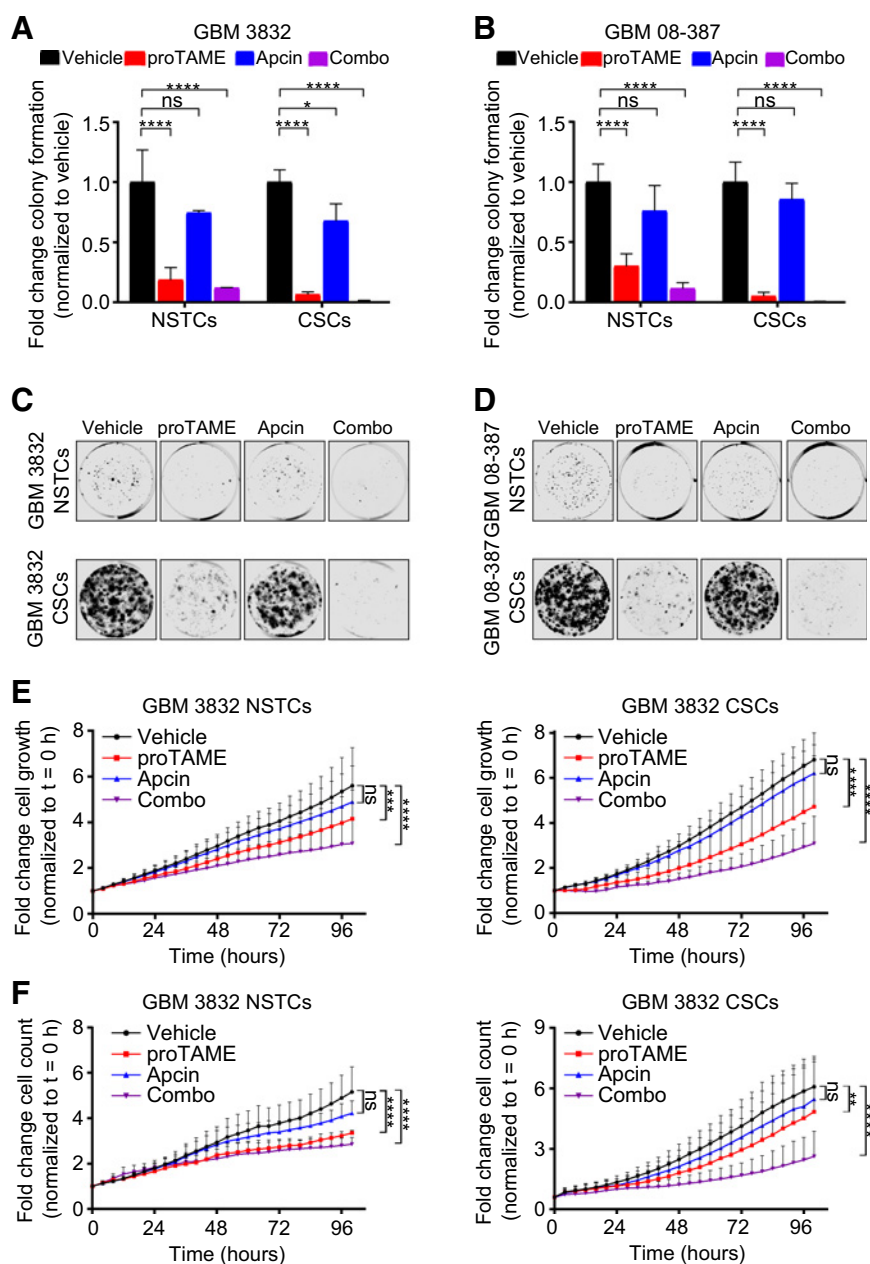 A
GBM 3832
Vehicle proTAME Apcin Combo
Fold change colony formation
(normalized to vehicle)
1.5
1.0
0.5
0.0
****
ns
****
****
*
****
NSTCs
CSCs
B
GBM 08-387
Vehicle proTAME Apcin Combo
Fold change colony formation
(normalized to vehicle)
1.5
1.0
0.5
0.0
****
ns
****
****
ns
****
NSTCs
CSCs
C
Vehicle proTAME Apcin Combo
GBM 3832
NSTCs
GBM 3832
CSCs
D
Vehicle proTAME Apcin Combo
GBM 08-387
NSTCs
GBM 08-387
CSCs
E
GBM 3832 NSTCs
Fold change cell growth
(normalized to t = 0 h)
8
6
4
2
0
Vehicle
proTAME
Apcin
Combo
ns
***
****
0 24 48 72 96
Time (hours)
GBM 3832 CSCs
Fold change cell growth
(normalized to t = 0 h)
8
6
4
2
0
Vehicle
proTAME
Apcin
Combo
ns
****
****
0 24 48 72 96
Time (hours)
F
GBM 3832 NSTCs
Fold change cell count
(normalized to t = 0 h)
8
6
4
2
0
Vehicle
proTAME
Apcin
Combo
ns
****
****
0 24 48 72 96
Time (hours)
GBM 3832 CSCs
Fold change cell count
(normalized to t = 0 h)
9
6
3
0
Vehicle
proTAME
Apcin
Combo
ns
**
****
0 24 48 72 96
Time (hours)